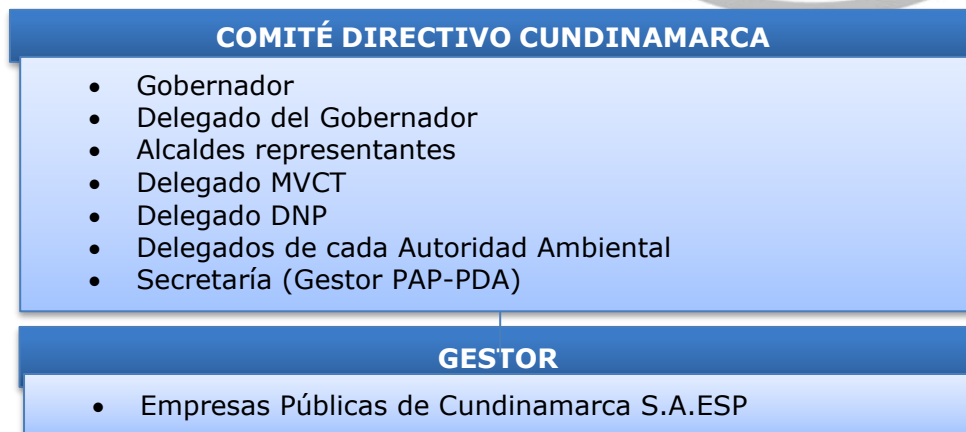 COMITÉ DIRECTIVO CUNDINAMARCA
• Gobernador
• Delegado del Gobernador
• Alcaldes representantes
• Delegado MVCT
• Delegado DNP
• Delegados de cada Autoridad Ambiental
• Secretaría (Gestor PAP-PDA)
GESTOR
• Empresas Públicas de Cundinamarca S.A.ESP